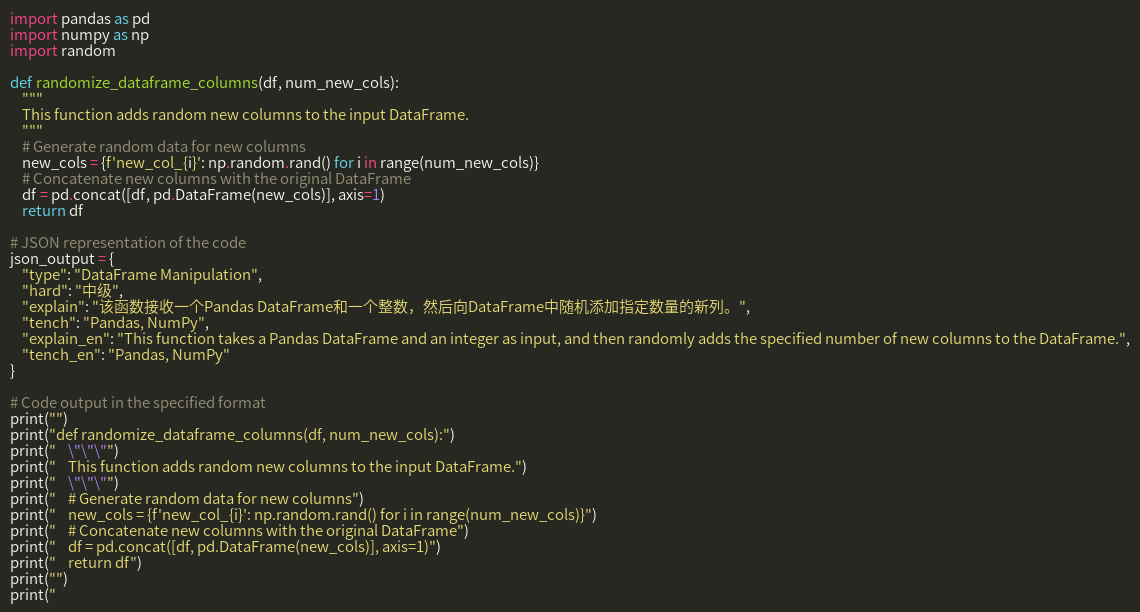 import pandas as pd
import numpy as np
import random

def randomize_dataframe_columns(df, num_new_cols):
    """
    This function adds random new columns to the input DataFrame.
    """
    # Generate random data for new columns
    new_cols = {f'new_col_{i}': np.random.rand() for i in range(num_new_cols)}
    # Concatenate new columns with the original DataFrame
    df = pd.concat([df, pd.DataFrame(new_cols)], axis=1)
    return df

# JSON representation of the code
json_output = {
    "type": "DataFrame Manipulation",
    "hard": "中级",
    "explain": "该函数接收一个Pandas DataFrame和一个整数，然后向DataFrame中随机添加指定数量的新列。",
    "tench": "Pandas, NumPy",
    "explain_en": "This function takes a Pandas DataFrame and an integer as input, and then randomly adds the specified number of new columns to the DataFrame.",
    "tench_en": "Pandas, NumPy"
}

# Code output in the specified format
print("")
print("def randomize_dataframe_columns(df, num_new_cols):")
print("    \"\"\"")
print("    This function adds random new columns to the input DataFrame.")
print("    \"\"\"")
print("    # Generate random data for new columns")
print("    new_cols = {f'new_col_{i}': np.random.rand() for i in range(num_new_cols)}")
print("    # Concatenate new columns with the original DataFrame")
print("    df = pd.concat([df, pd.DataFrame(new_cols)], axis=1)")
print("    return df")
print("")
print("